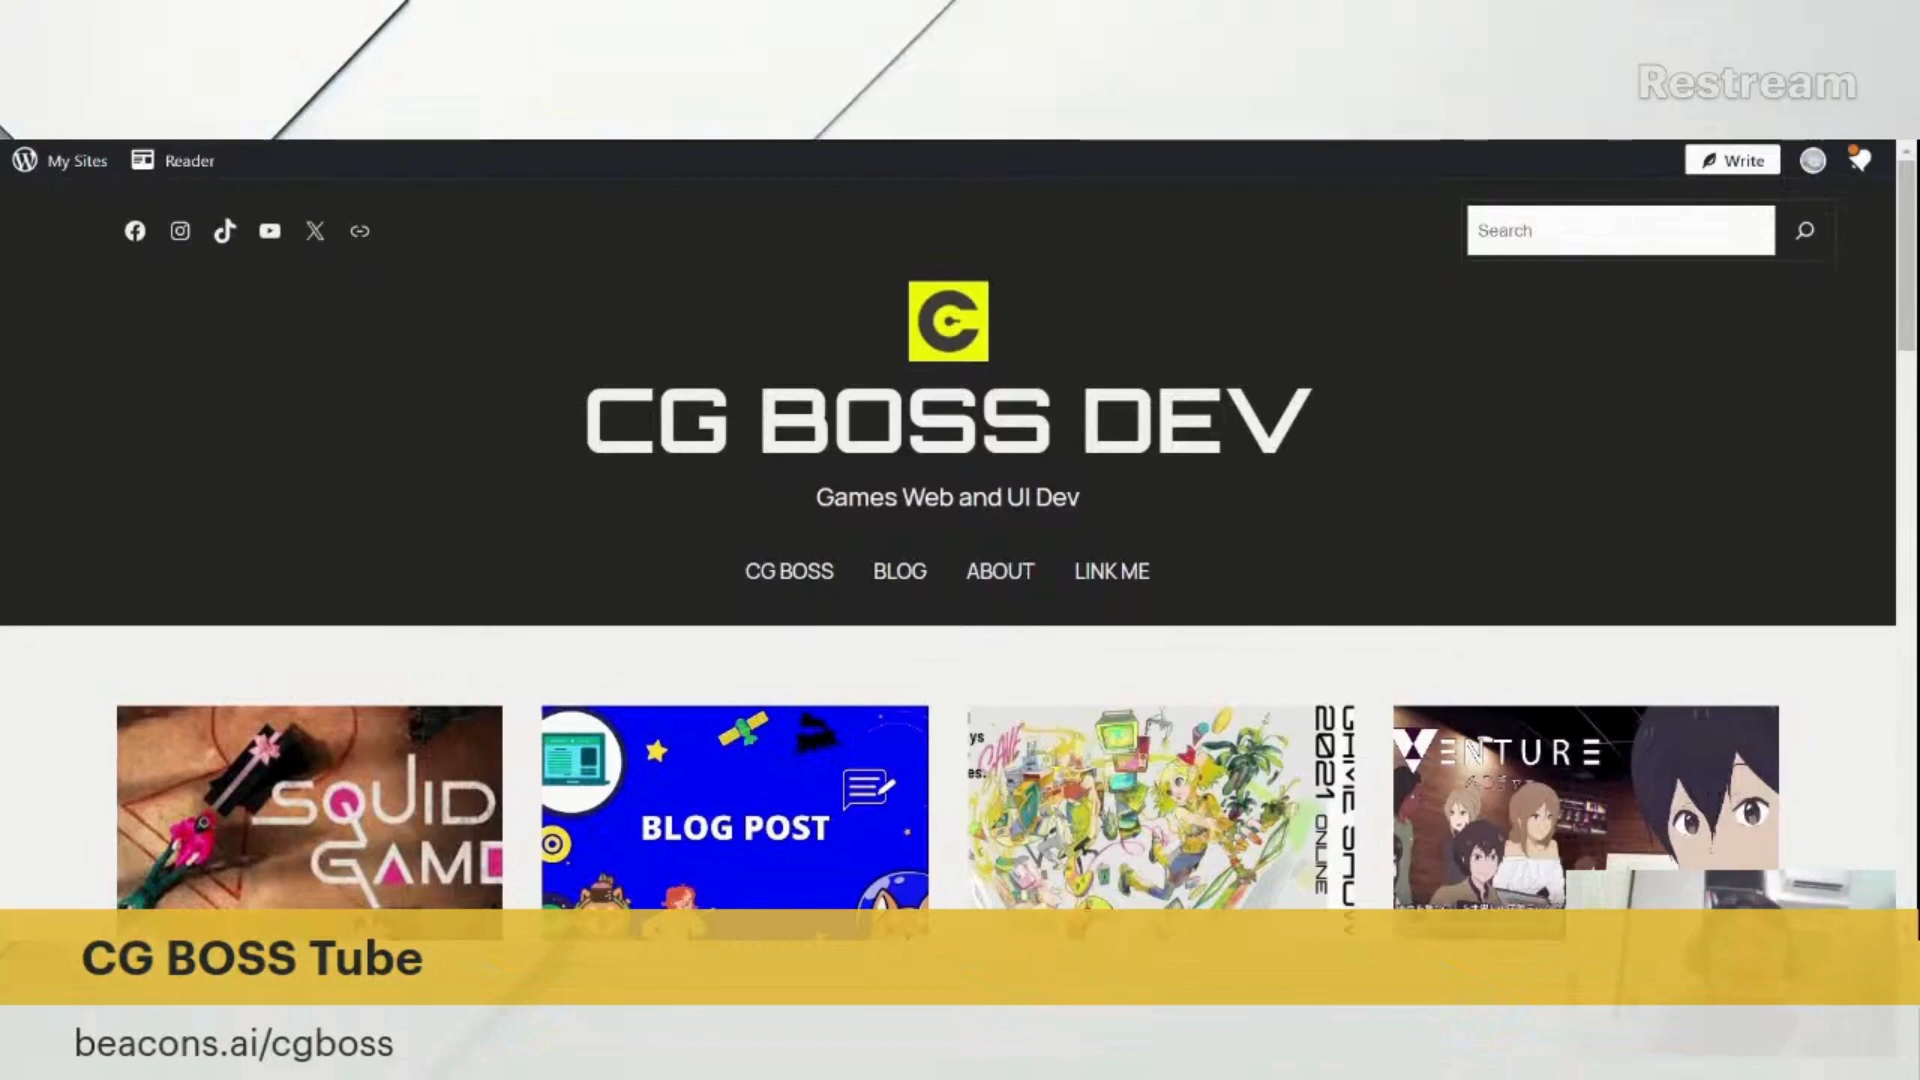 Restream
My Sites
Reader
Write
Search
CG BOSS DEV
Games Web and UI Dev
CG BOSS
BLOG
ABOUT
LINK ME
SQUID
GAME
BLOG POST
2021 ONLINE
VENTURE
CG BOSS Tube
beacons.ai/cgboss